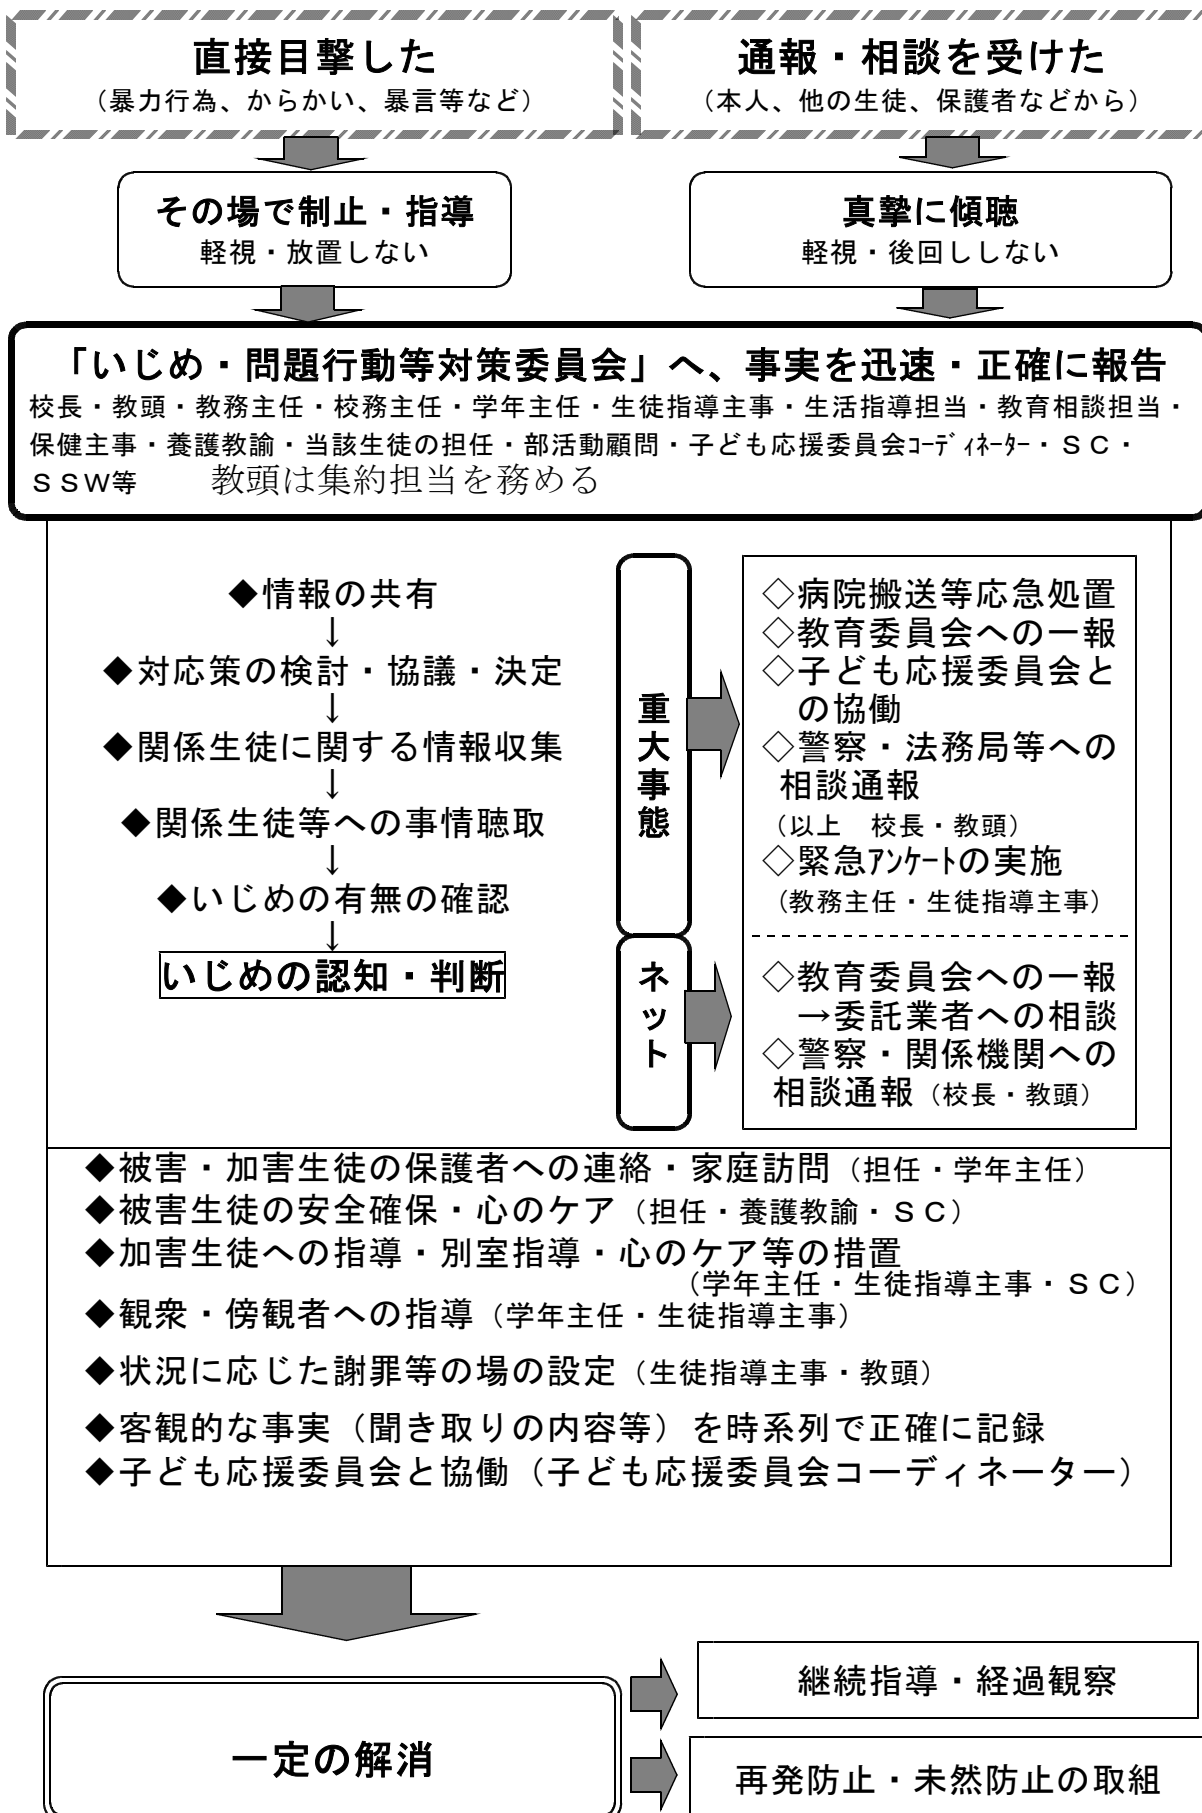 直接目撃した
（暴力行為、からかい、暴言等など）
通報・相談を受けた
（本人、他の生徒、保護者などから）
その場で制止・指導
軽視・放置しない
真摯に傾聴
軽視・後回ししない
「いじめ・問題行動等対策委員会」へ、事実を迅速・正確に報告
校長・教頭・教務主任・校務主任・学年主任・生徒指導主事・生活指導担当・教育相談担当・
保健主事・養護教諭・当該生徒の担任・部活動顧問・子ども応援委員会ｺｰﾃﾞｨﾈｰﾀｰ・ＳＣ・
ＳＳＷ等　　教頭は集約担当を務める
◆情報の共有
↓
◆対応策の検討・協議・決定
↓
◆関係生徒に関する情報収集
↓
◆関係生徒等への事情聴取
↓
◆いじめの有無の確認
↓
いじめの認知・判断
重大事態
◇病院搬送等応急処置
◇教育委員会への一報
◇子ども応援委員会と
の協働
◇警察・法務局等への
相談通報
（以上　校長・教頭）
◇緊急ｱﾝｹｰﾄの実施
（教務主任・生徒指導主事）
ネット
◇教育委員会への一報
→委託業者への相談
◇警察・関係機関への
相談通報（校長・教頭）
◆被害・加害生徒の保護者への連絡・家庭訪問（担任・学年主任）
◆被害生徒の安全確保・心のケア（担任・養護教諭・ＳＣ）
◆加害生徒への指導・別室指導・心のケア等の措置
（学年主任・生徒指導主事・ＳＣ）
◆観衆・傍観者への指導（学年主任・生徒指導主事）
◆状況に応じた謝罪等の場の設定（生徒指導主事・教頭）
◆客観的な事実（聞き取りの内容等）を時系列で正確に記録
◆子ども応援委員会と協働（子ども応援委員会コーディネーター）
一定の解消
継続指導・経過観察
再発防止・未然防止の取組